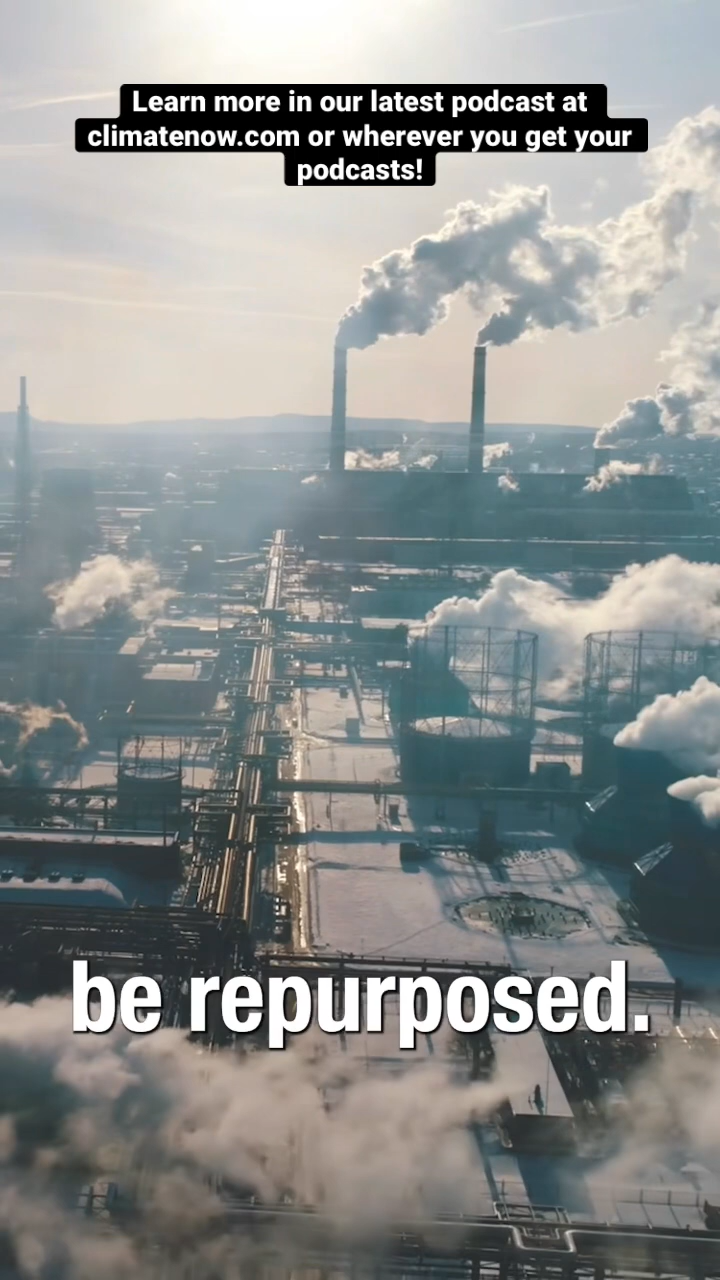 Learn more in our latest podcast at
climatenow.com or wherever you get your
podcasts!
be repurposed.